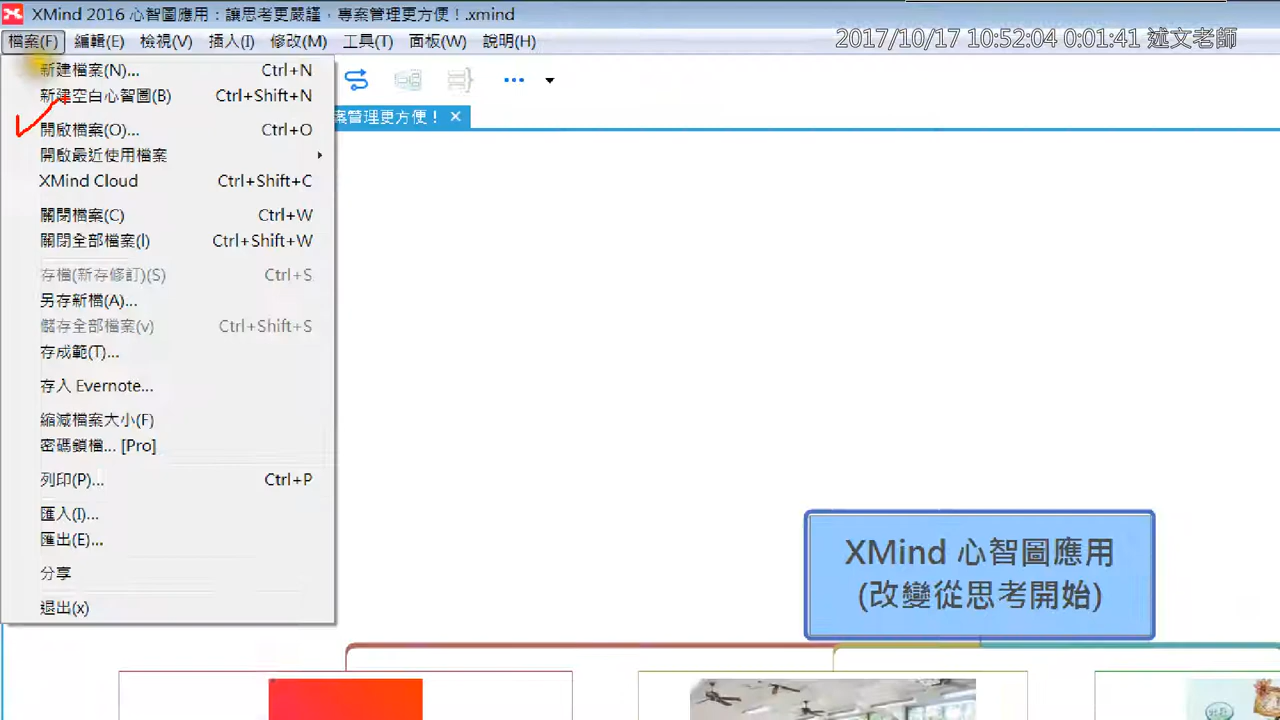 XMind 2016 心智圖應用：讓思考更嚴謹，專案管理更方便！.xmind
檔案(F) 編輯(E) 檢視(V) 插入(I) 修改(M) 工具(T) 面板(W) 說明(H)
2017/10/17 10:52:04 0:01:41 述文老師
新建檔案(N)... Ctrl+N
新建空白心智圖(B) Ctrl+Shift+N
案管理更方便！
開啟檔案(O)... Ctrl+O
開啟最近使用檔案
XMind Cloud Ctrl+Shift+C
關閉檔案(C) Ctrl+W
關閉全部檔案(l) Ctrl+Shift+W
存檔(新存修訂)(S) Ctrl+S
另存新檔(A)...
儲存全部檔案(v) Ctrl+Shift+S
存成範(T)...
存入 Evernote...
縮減檔案大小(F)
密碼鎖檔... [Pro]
列印(P)... Ctrl+P
匯入(I)...
匯出(E)...
分享
退出(x)
XMind 心智圖應用
(改變從思考開始)